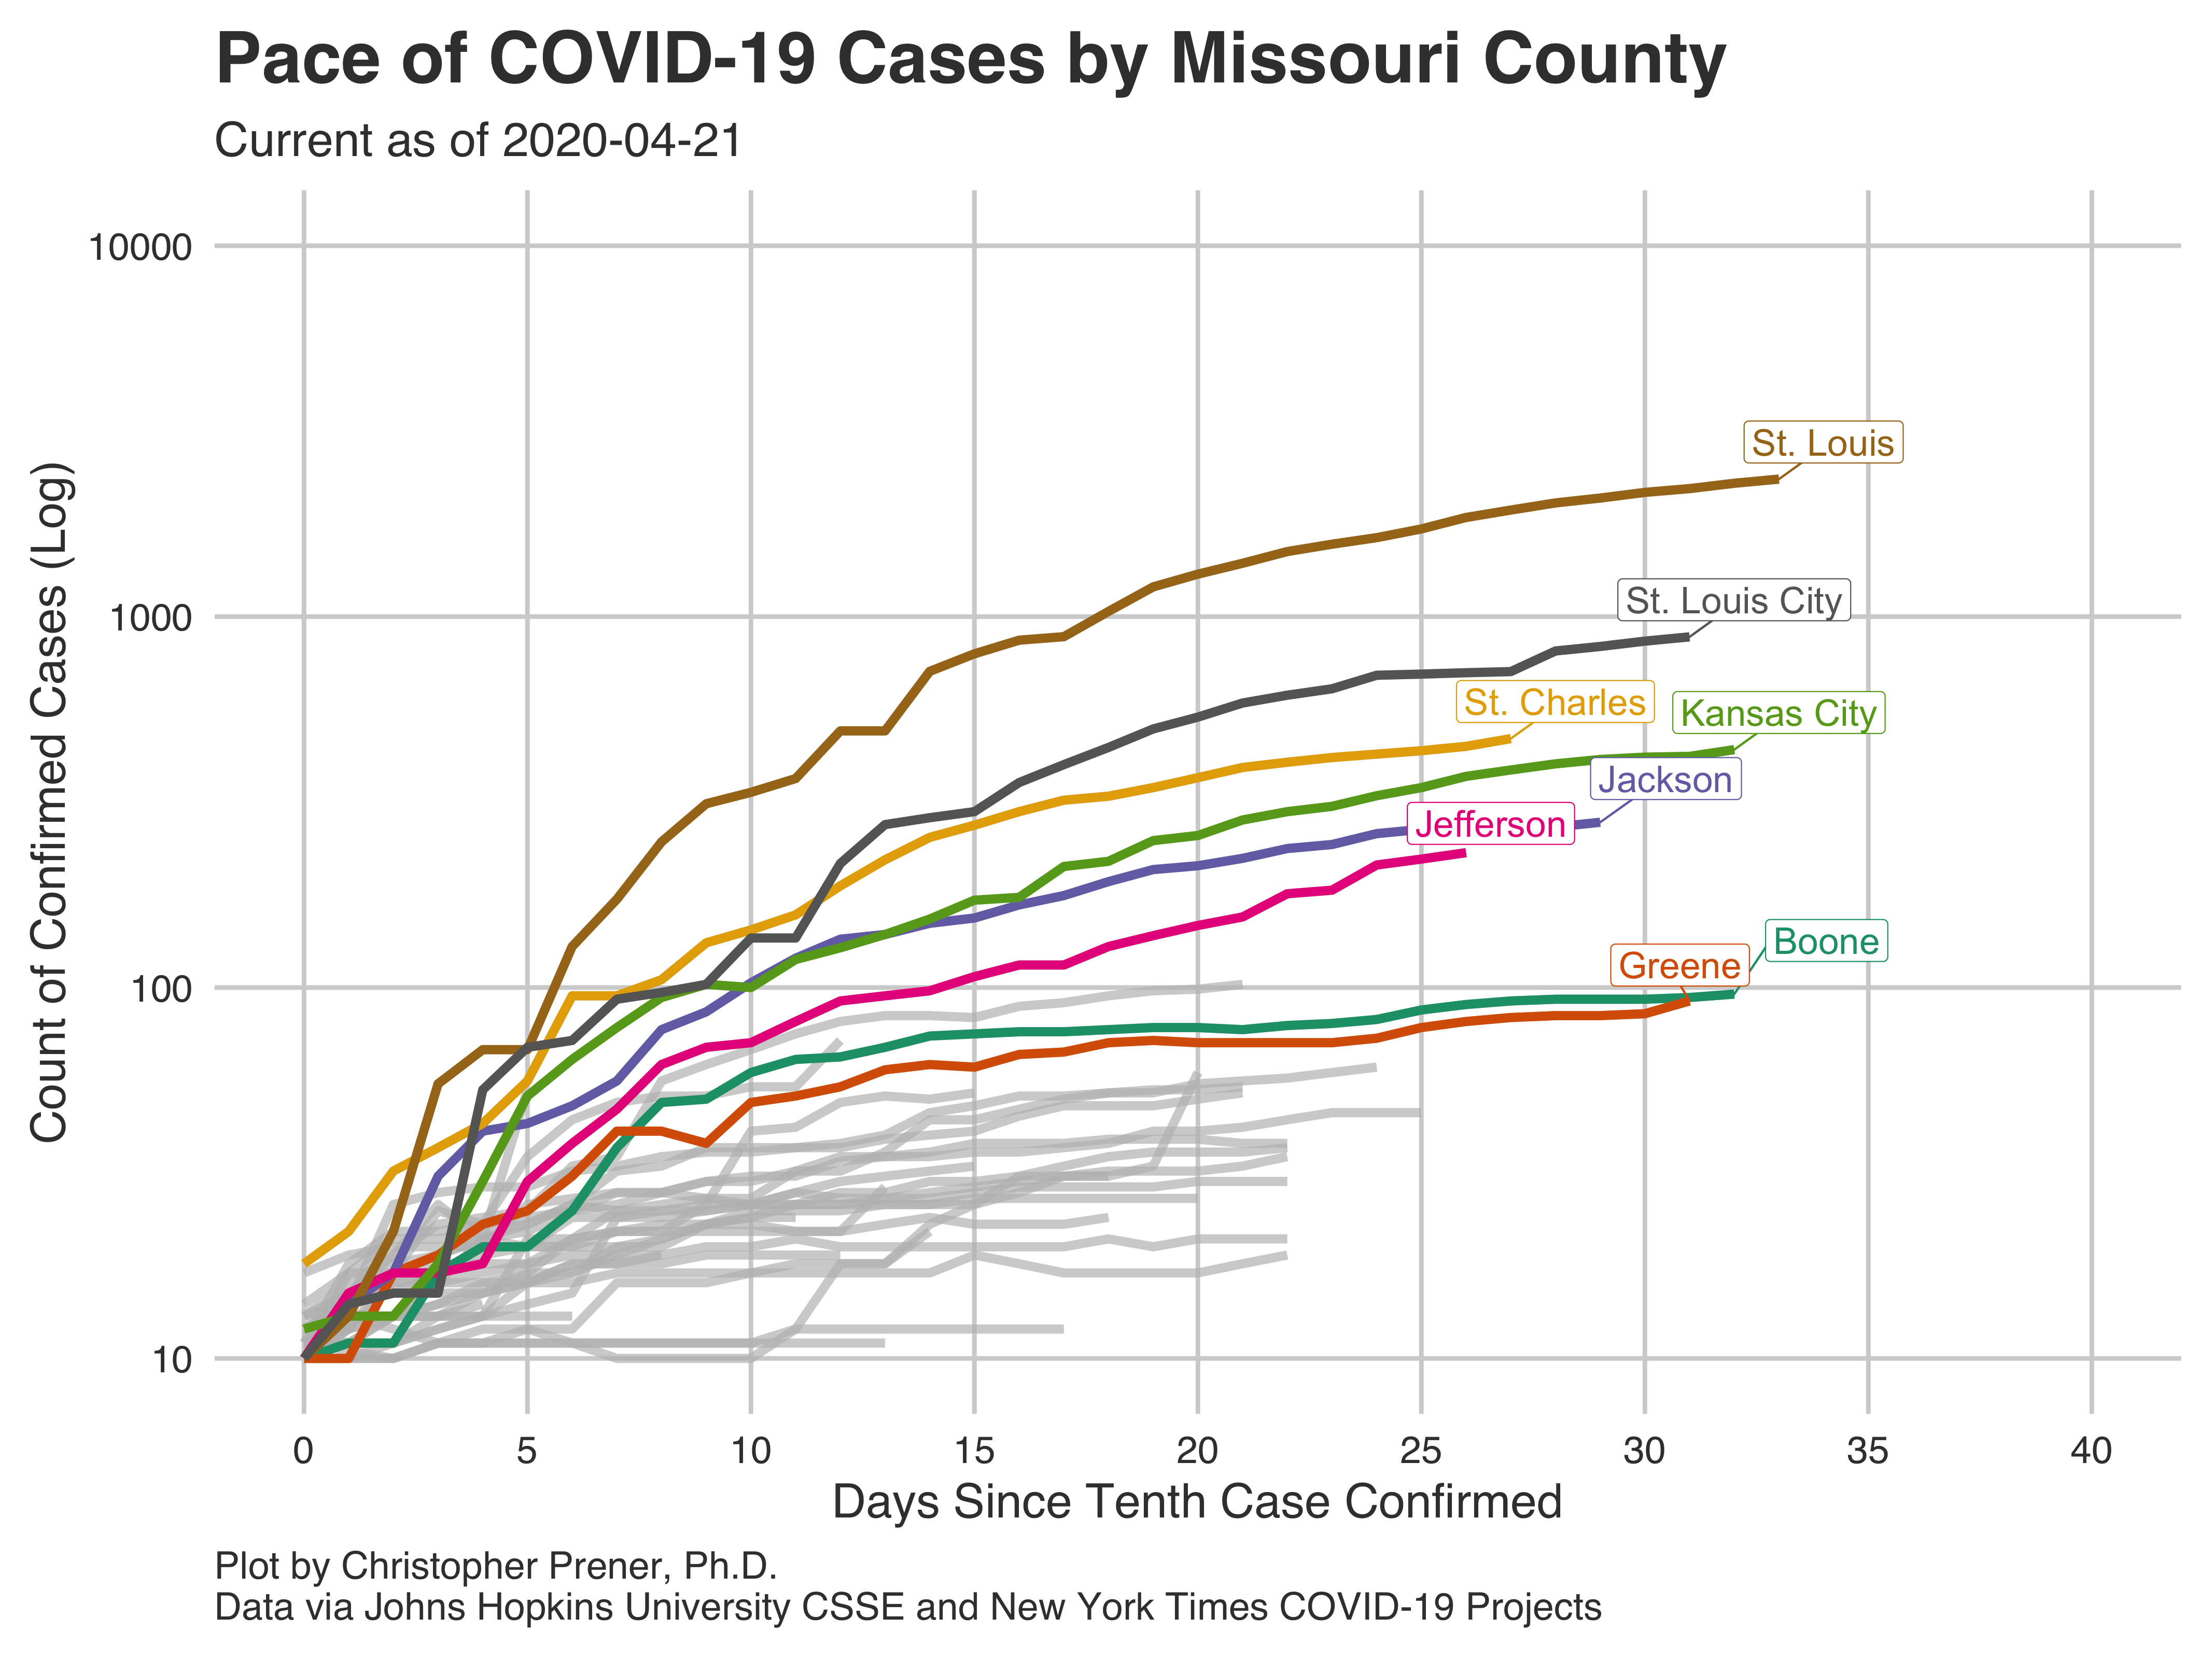 Pace of COVID-19 Cases by Missouri County
Current as of 2020-04-21
Count of Confirmed Cases (Log)
10000
1000
100
10
St. Louis
St. Louis City
St. Charles
Kansas City
Jackson
Jefferson
Boone
Greene
0 5 10 15 20 25 30 35 40
Days Since Tenth Case Confirmed
Plot by Christopher Prener, Ph.D.
Data via Johns Hopkins University CSSE and New York Times COVID-19 Projects